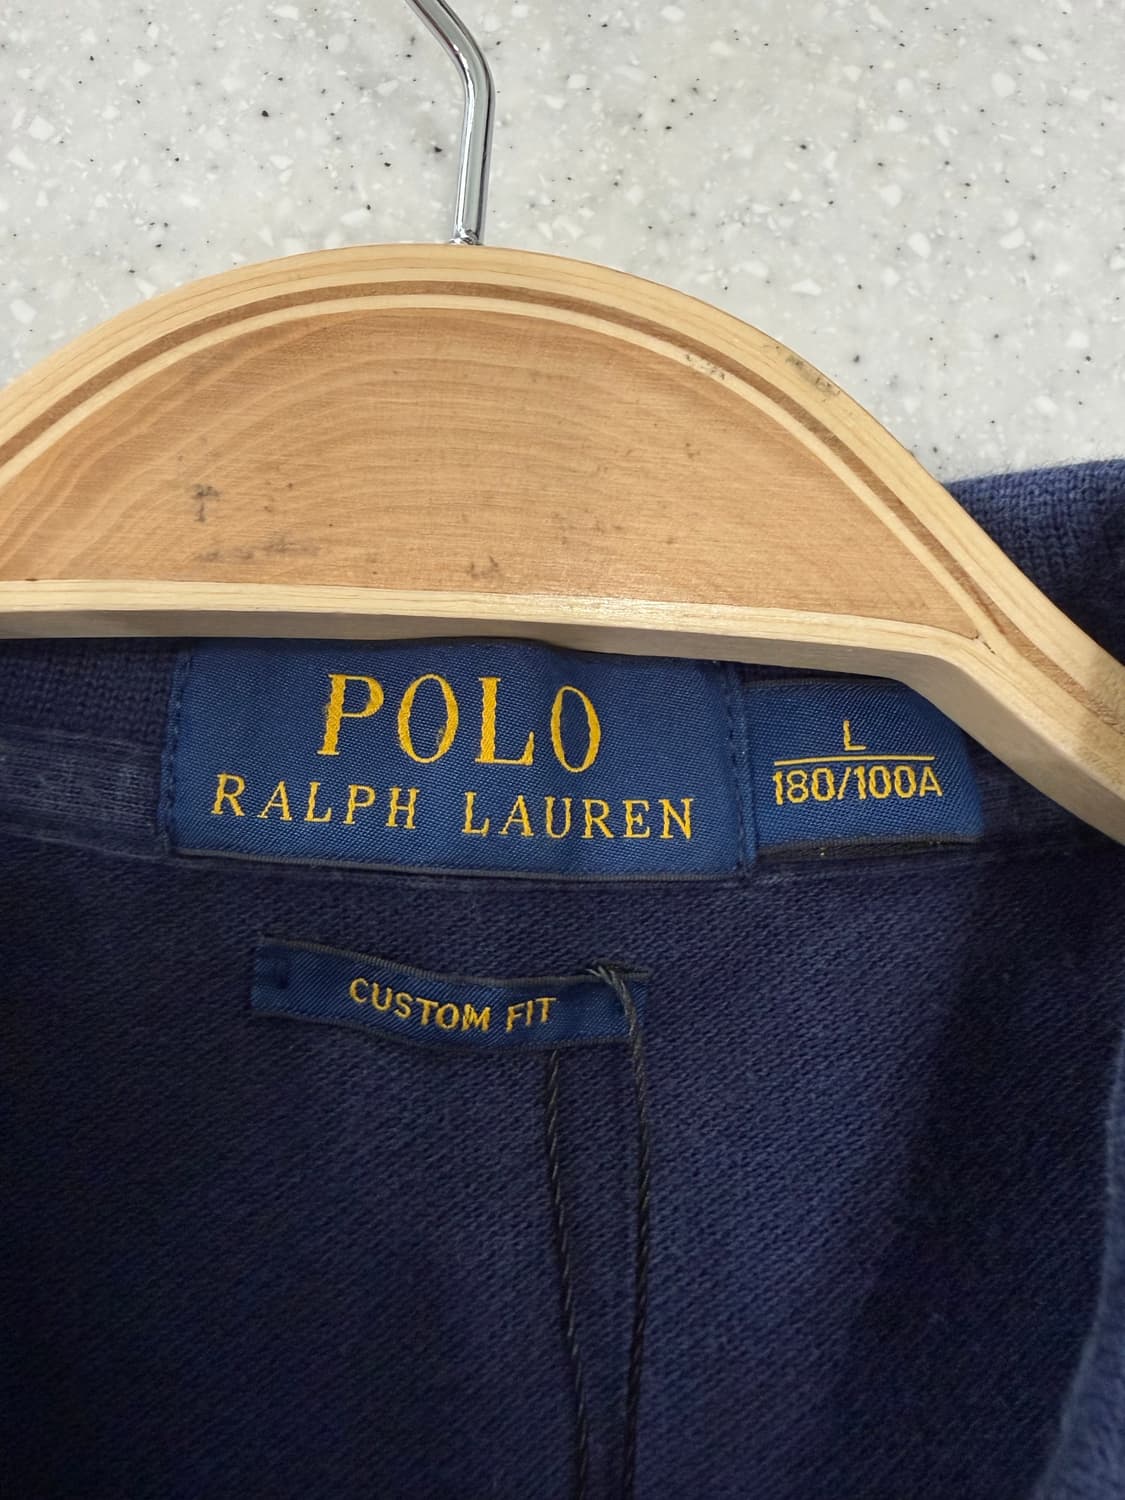 POLO
RALPH LAUREN
L
180/100A
CUSTOM FIT